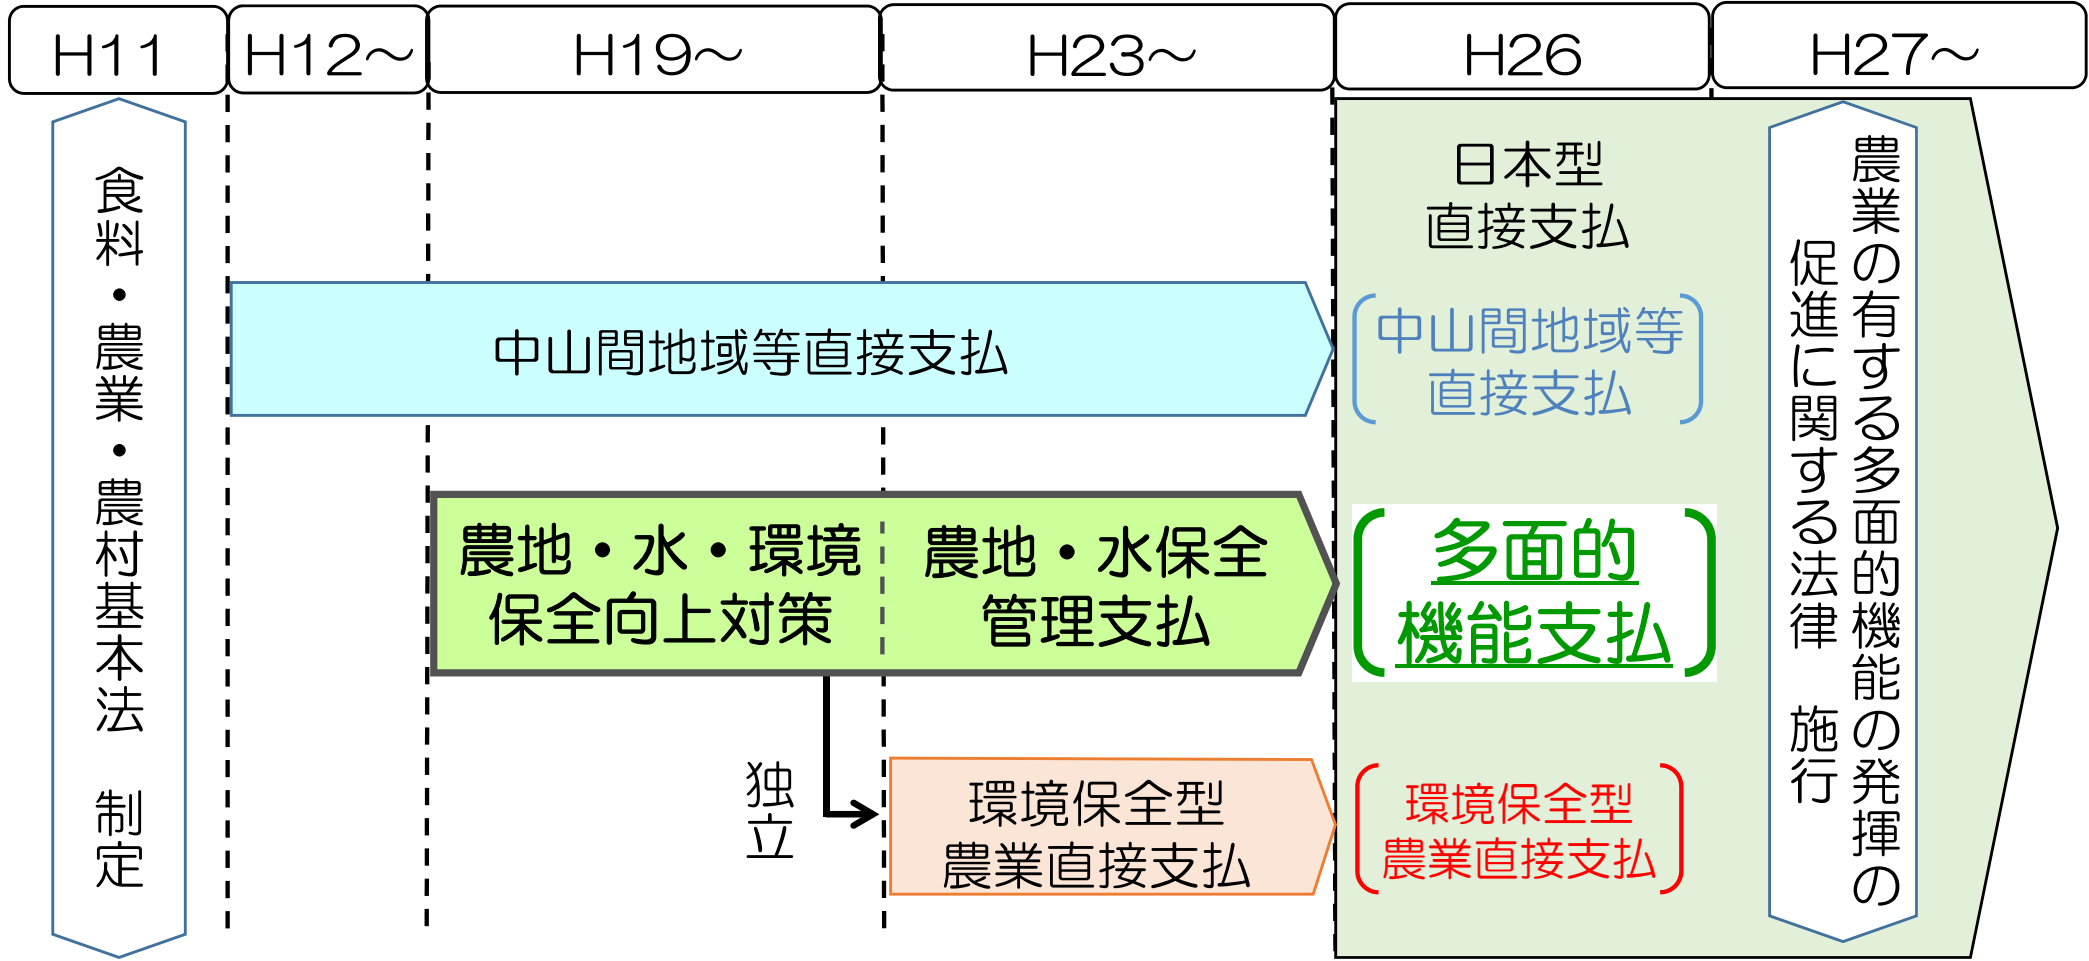 H11
H12～
H19～
H23～
H26
H27～
食料・農業・農村基本法　制定
中山間地域等直接支払
農地・水・環境
保全向上対策
農地・水保全
管理支払
独立
環境保全型
農業直接支払
日本型
直接支払
中山間地域等
直接支払
多面的
機能支払
環境保全型
農業直接支払
農業の有する多面的機能の発揮の
促進に関する法律　施行